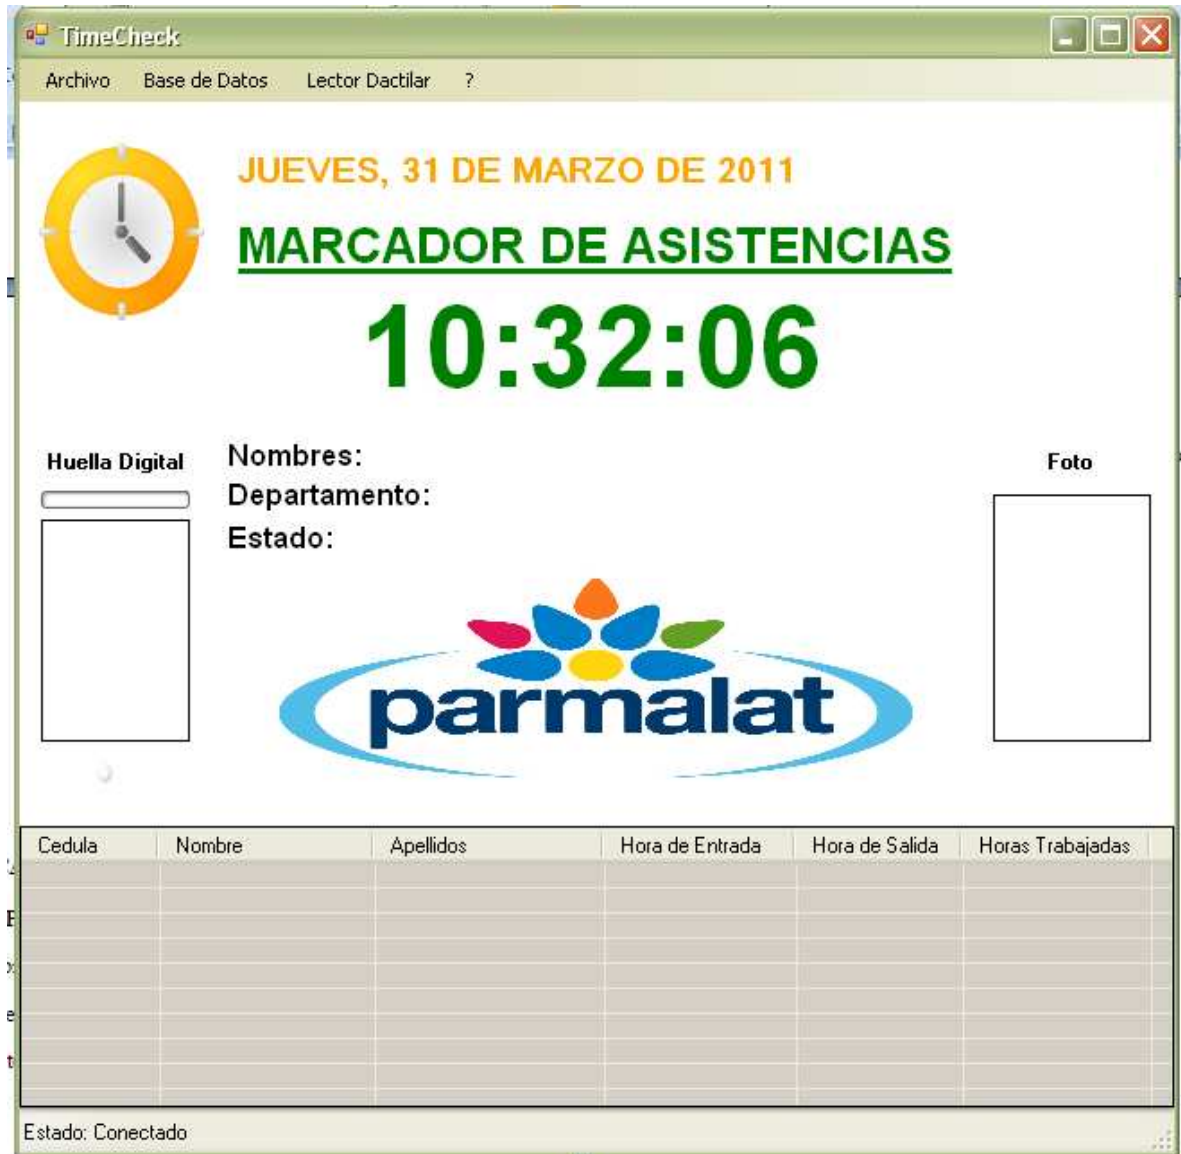 TimeCheck
Archivo Base de Datos Lector Dactilar ?
JUEVES, 31 DE MARZO DE 2011
MARCADOR DE ASISTENCIAS
10:32:06
Huella Digital
Nombres:
Departamento:
Estado:
Foto
parmalat
Cedula Nombre Apellidos Hora de Entrada Hora de Salida Horas Trabajadas
Estado: Conectado